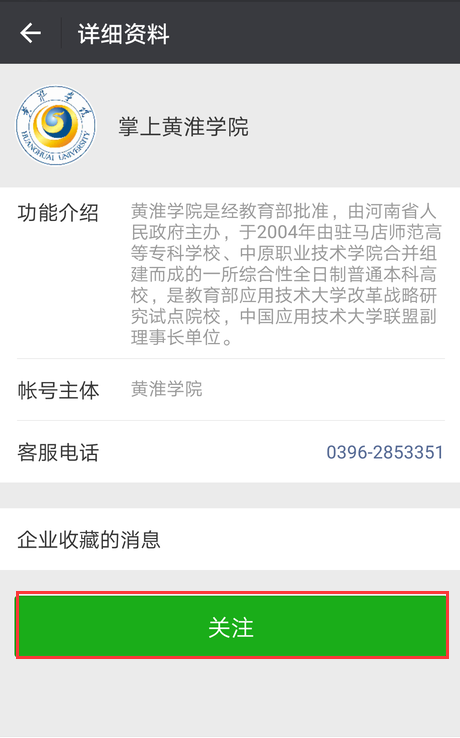 详细资料
黄淮学院
HUANGHUAI UNIVERSITY
掌上黄淮学院
功能介绍
黄淮学院是经教育部批准，由河南省人
民政府主办，于2004年由驻马店师范高
等专科学校、中原职业技术学院合并组
建而成的一所综合性全日制普通本科高
校，是教育部应用技术大学改革战略研
究试点院校，中国应用技术大学联盟副
理事长单位。
帐号主体
黄淮学院
客服电话
0396-2853351
企业收藏的消息
关注